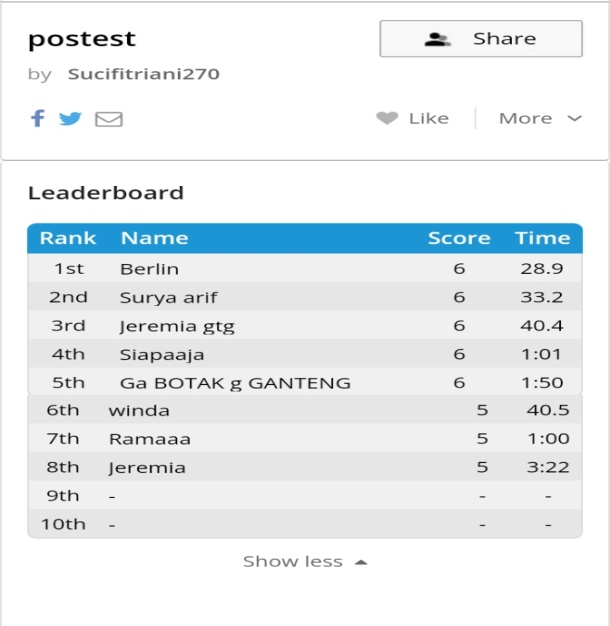 postest
Share
by Sucifitriani270
Like More
Leaderboard
Rank Name Score Time
1st Berlin 6 28.9
2nd Surya arif 6 33.2
3rd Jeremia gtg 6 40.4
4th Siapaaja 6 1:01
5th Ga BOTAK g GANTENG 6 1:50
6th winda 5 40.5
7th Ramaaa 5 1:00
8th Jeremia 5 3:22
9th - - -
10th - - -
Show less